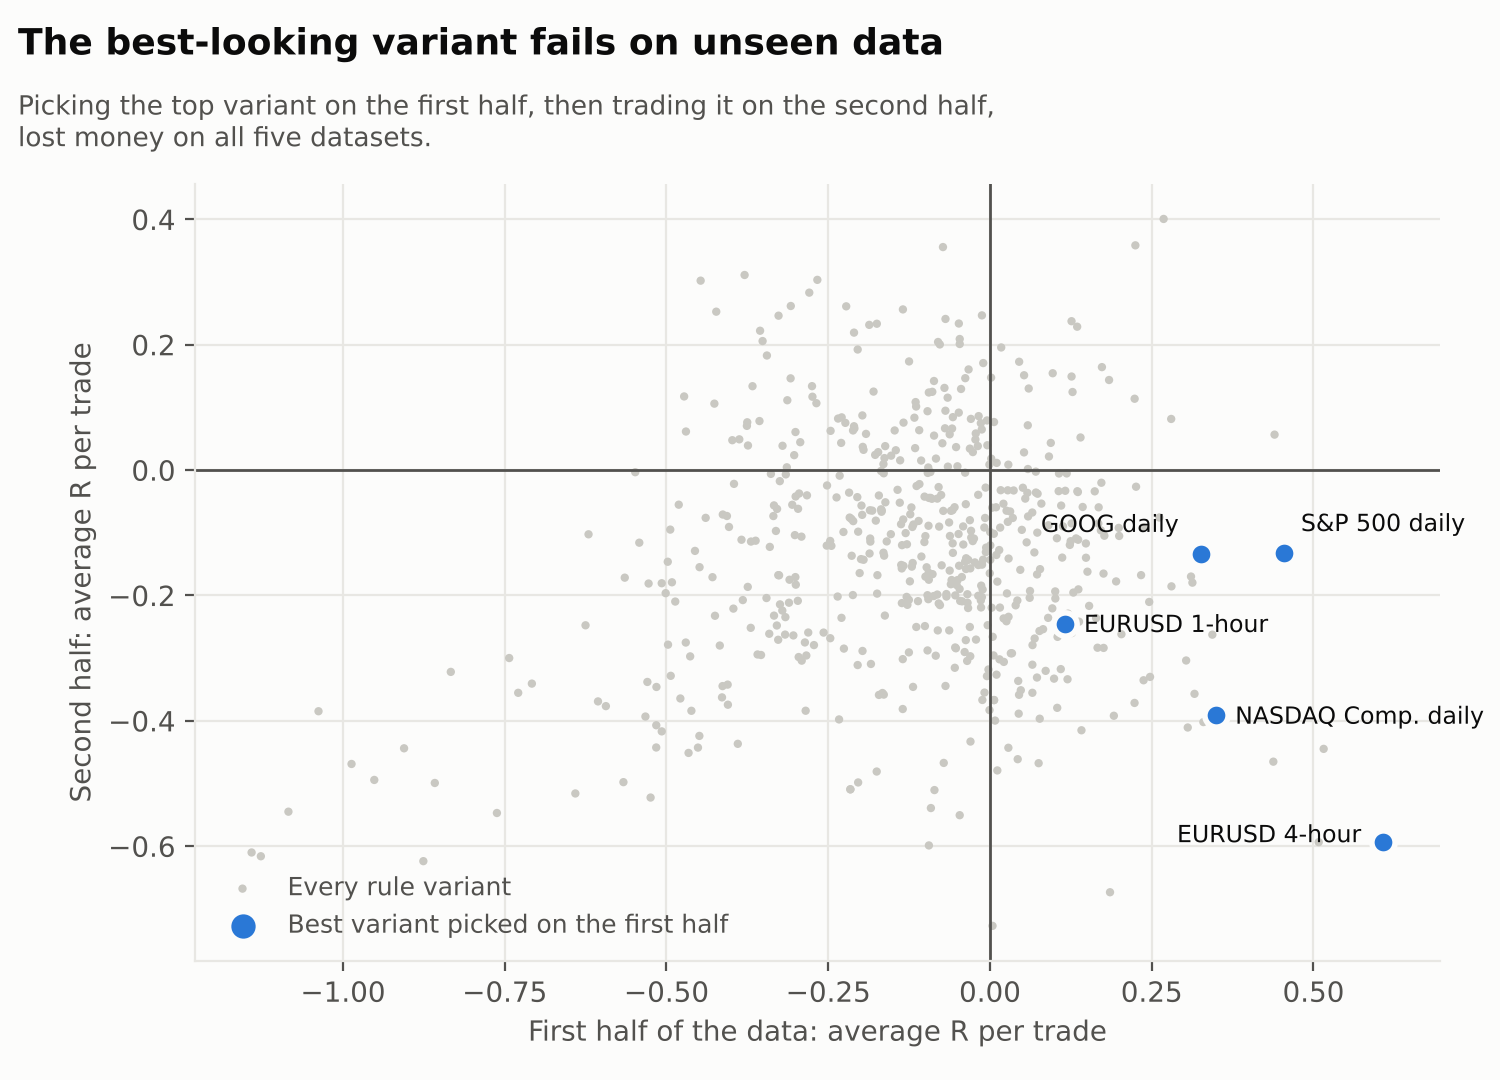 The best-looking variant fails on unseen data
Picking the top variant on the first half, then trading it on the second half,
lost money on all five datasets.
Second half: average R per trade
0.4
0.2
0.0
−0.2
−0.4
−0.6
GOOG daily
S&P 500 daily
EURUSD 1-hour
NASDAQ Comp. daily
EURUSD 4-hour
Every rule variant
Best variant picked on the first half
−1.00 −0.75 −0.50 −0.25 0.00 0.25 0.50
First half of the data: average R per trade